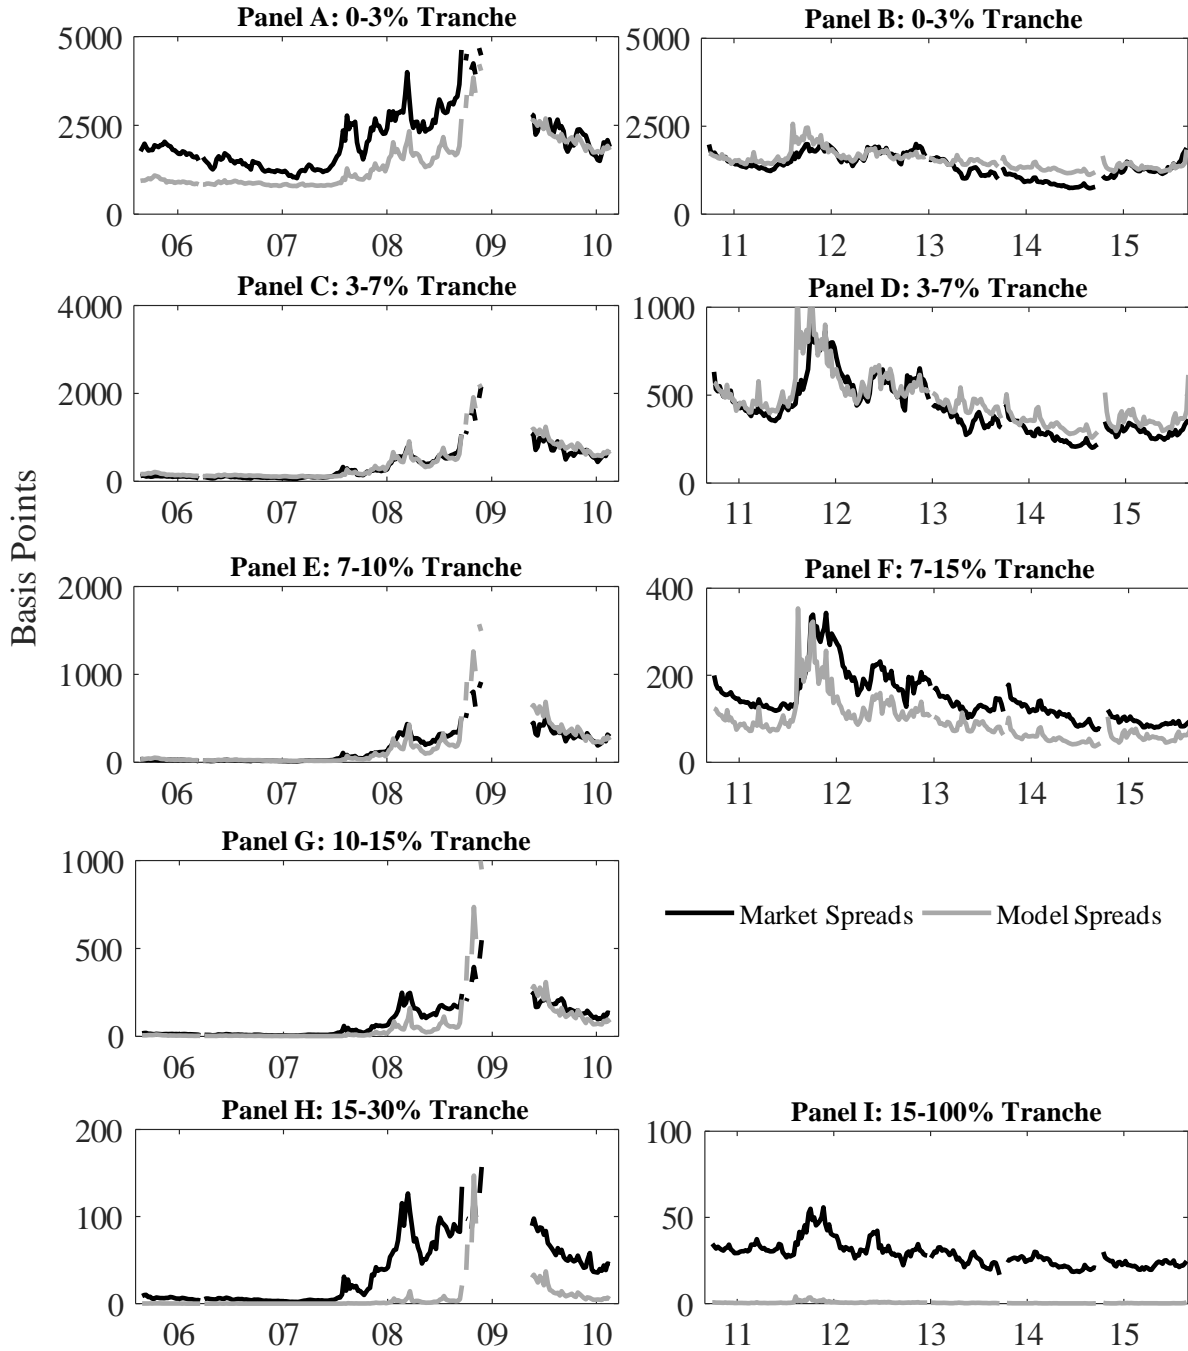 Panel A: 0-3% Tranche
5000
2500
0
06 07 08 09 10
Panel B: 0-3% Tranche
5000
2500
0
11 12 13 14 15
Panel C: 3-7% Tranche
4000
2000
0
06 07 08 09 10
Panel D: 3-7% Tranche
1000
500
0
11 12 13 14 15
Basis Points
Panel E: 7-10% Tranche
2000
1000
0
06 07 08 09 10
Panel F: 7-15% Tranche
400
200
0
11 12 13 14 15
Panel G: 10-15% Tranche
1000
500
0
06 07 08 09 10
Market Spreads Model Spreads
Panel H: 15-30% Tranche
200
100
0
06 07 08 09 10
Panel I: 15-100% Tranche
100
50
0
11 12 13 14 15